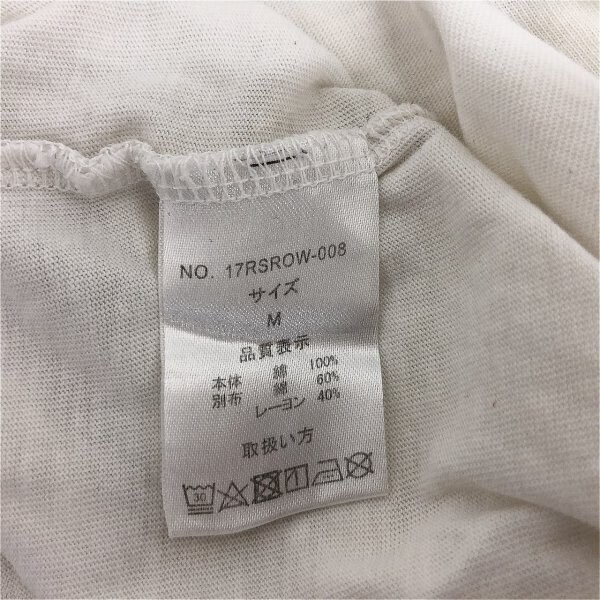 NO. 17RSROW-008
サイズ
M
品質表示
本体 綿 100%
別布 綿 60%
レーヨン 40%
取扱い方
30